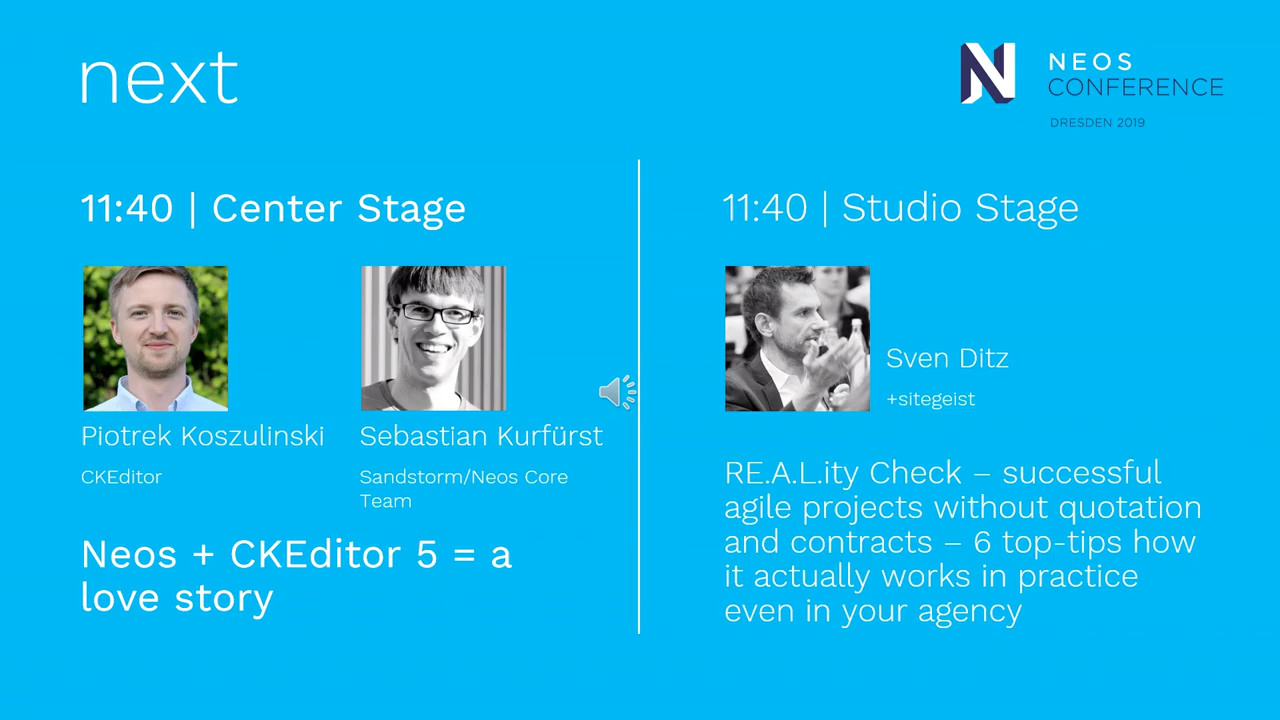 next
NEOS
CONFERENCE
DRESDEN 2019
11:40 | Center Stage
Piotrek Koszulinski
CKEditor
Sebastian Kurfürst
Sandstorm/Neos Core
Team
Neos + CKEditor 5 = a
love story
11:40 | Studio Stage
Sven Ditz
+sitegeist
RE.A.L.ity Check – successful
agile projects without quotation
and contracts – 6 top-tips how
it actually works in practice
even in your agency